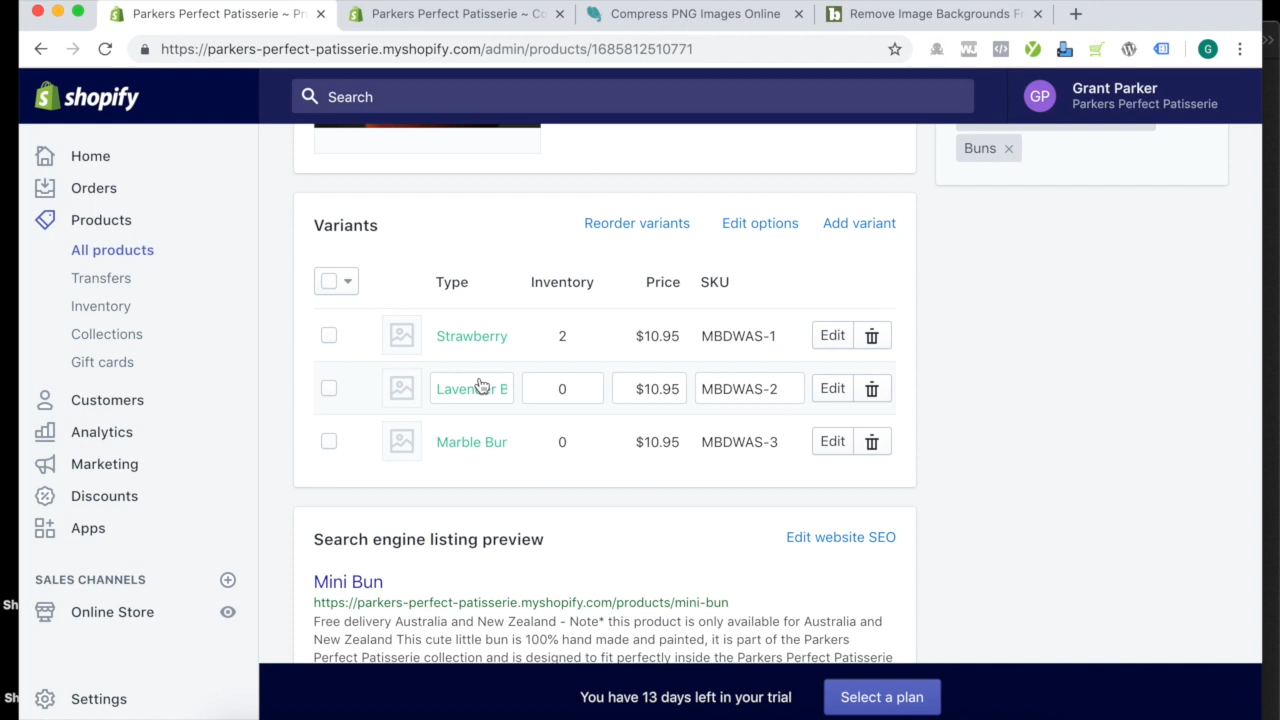 Parkers Perfect Patisserie ~ Pr
Parkers Perfect Patisserie ~ Co
Compress PNG Images Online
Remove Image Backgrounds Fr
https://parkers-perfect-patisserie.myshopify.com/admin/products/1685812510771
G
shopify
Search
GP
Grant Parker
Parkers Perfect Patisserie
Home
Orders
Products
All products
Transfers
Inventory
Collections
Gift cards
Customers
Analytics
Marketing
Discounts
Apps
SALES CHANNELS
Online Store
Settings
Buns
Variants
Reorder variants
Edit options
Add variant
Type Inventory Price SKU
Strawberry 2 $10.95 MBDWAS-1 Edit
0 $10.95 MBDWAS-2 Edit
Marble Bur 0 $10.95 MBDWAS-3 Edit
Search engine listing preview
Edit website SEO
Mini Bun
https://parkers-perfect-patisserie.myshopify.com/products/mini-bun
Free delivery Australia and New Zealand - Note* this product is only available for Australia and
New Zealand This cute little bun is 100% hand made and painted, it is part of the Parkers
Perfect Patisserie collection and is designed to fit perfectly inside the Parkers Perfect Patisserie
You have 13 days left in your trial
Select a plan
Sh
Sh